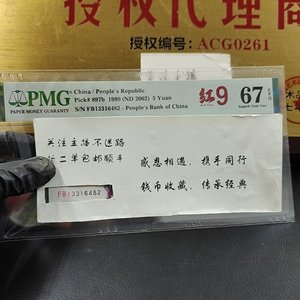 授权代理商
授权编号：ACG0261
PMG
PAPER MONEY GUARANTY
China / People's Republic
Pick# 897b 1999 (ND 2002) 5 Yuan
S/N FB13316482 - People's Bank of China
红9
67 EPQ
Superb Gem Unc
关注主播不迷路
二单包邮顺丰
感恩相遇 携手同行
钱币收藏，传承经典
FB13316482